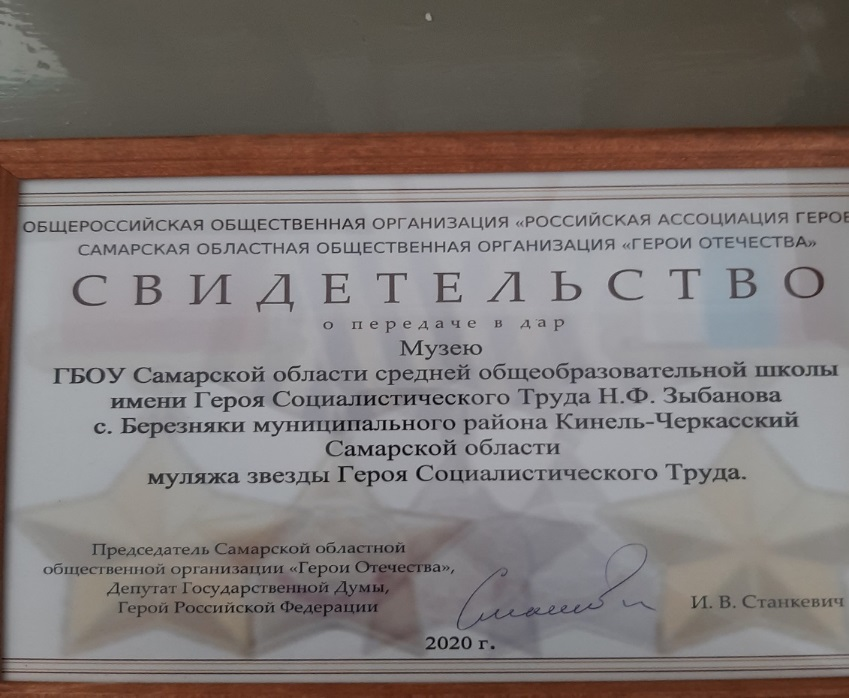 ОБЩЕРОССИЙСКАЯ ОБЩЕСТВЕННАЯ ОРГАНИЗАЦИЯ «РОССИЙСКАЯ АССОЦИАЦИЯ ГЕРОЕ
САМАРСКАЯ ОБЛАСТНАЯ ОБЩЕСТВЕННАЯ ОРГАНИЗАЦИЯ «ГЕРОИ ОТЕЧЕСТВА»
СВИДЕТЕЛЬСТВО
о передаче в дар
Музею
ГБОУ Самарской области средней общеобразовательной школы
имени Героя Социалистического Труда Н.Ф. Зыбанова
с. Березняки муниципального района Кинель-Черкасский
Самарской области
муляжа звезды Героя Социалистического Труда.
Председатель Самарской областной
общественной организации «Герои Отечества»,
Депутат Государственной Думы,
Герой Российской Федерации
И. В. Станкевич
2020 г.